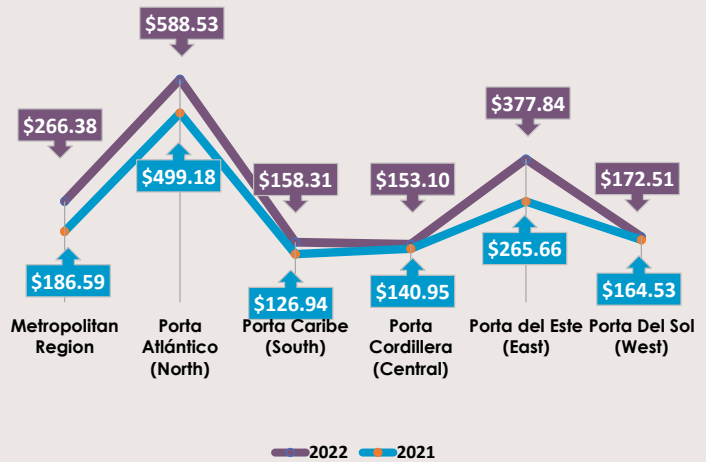 $588.53
$266.38
$377.84
$499.18
$158.31
$153.10
$172.51
$186.59
$126.94
$140.95
$265.66
$164.53
Metropolitan
Region
Porta
Atlántico
(North)
Porta Caribe
(South)
Porta
Cordillera
(Central)
Porta del Este
(East)
Porta Del Sol
(West)
2022
2021